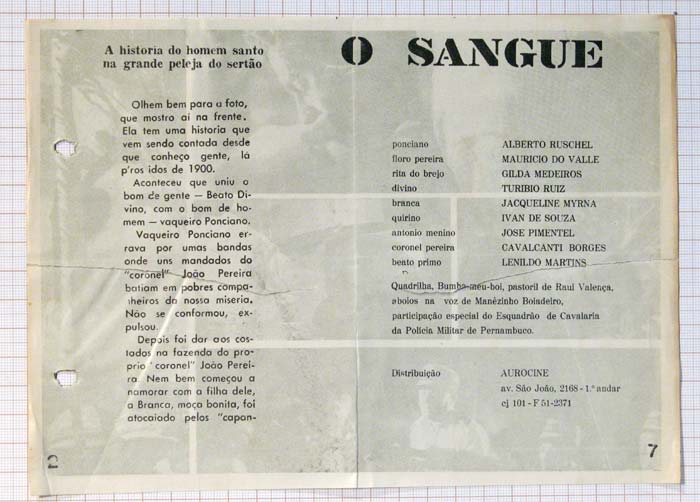 A historia do homem santo
na grande peleja do sertão
Olhem bem para a foto,
que mostro aí na frente.
Ela tem uma historia que
vem sendo contada desde
que conheço gente, lá
p'ros idos de 1900.
Aconteceu que uniu o
bom de gente — Beato Di-
vino, com o bom de ho-
mem — vaqueiro Ponciano.
Vaqueiro Ponciano er-
rava por umas bandas
onde uns mandados do
"coronel" João Pereira
batiam em pobres compa-
nheiros da nossa miseria.
Não se conformou, ex-
pulsou.
Depois foi dar aos cos-
tados na fazenda do pro-
prio "coronel" João Perei-
ra. Nem bem começou a
namorar com a filha dele,
a Branca, moça bonita, foi
atocaiado pelos "capan-
2
O SANGUE
ponciano ALBERTO RUSCHEL
floro pereira MAURICIO DO VALLE
rita do brejo GILDA MEDEIROS
divino TURIBIO RUIZ
branca JACQUELINE MYRNA
quirino IVAN DE SOUZA
antonio menino JOSE PIMENTEL
coronel pereira CAVALCANTI BORGES
beato primo LENILDO MARTINS
Quadrilha, Bumba-meu-boi, pastoril de Raul Valença,
aboios na voz de Manèzinho Boiadeiro,
participação especial do Esquadrão de Cavalaria
da Polícia Militar de Pernambuco.
Distribuição AUROCINE
av. São João, 2168 - 1.º andar
cj 101 - F 51-2371
7